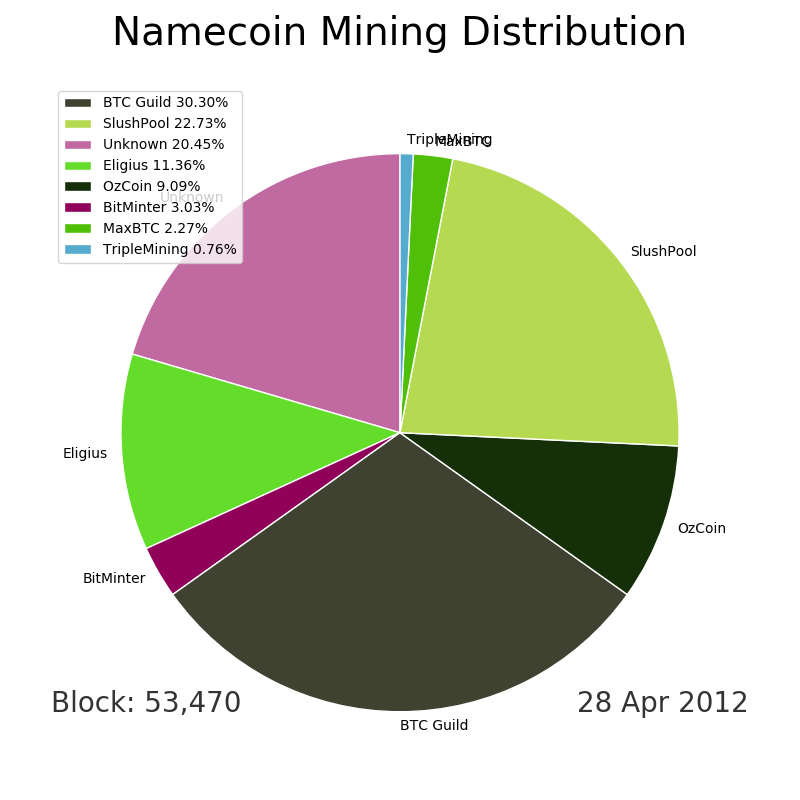 Namecoin Mining Distribution
BTC Guild 30.30%
SlushPool 22.73%
Unknown 20.45%
Eligius 11.36%
OzCoin 9.09%
BitMinter 3.03%
MaxBTC 2.27%
TripleMining 0.76%
TripleMining
MaxBTC
Unknown
SlushPool
Eligius
OzCoin
BitMinter
BTC Guild
Block: 53,470
28 Apr 2012